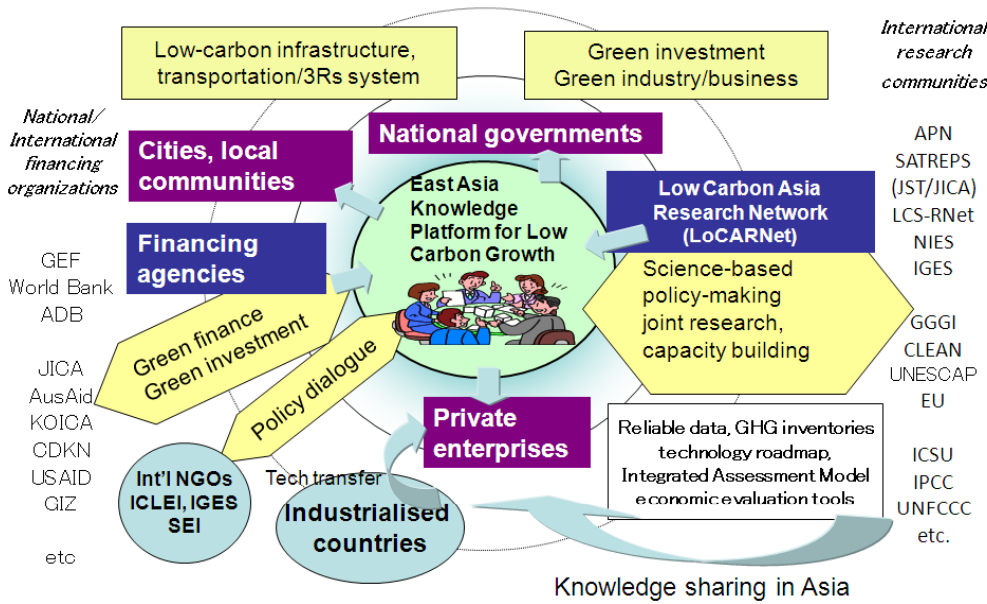 Low-carbon infrastructure,
transportation/3Rs system
Green investment
Green industry/business
International
research
communities
National/
International
financing
organizations
National governments
Cities, local
communities
Financing
agencies
East Asia
Knowledge
Platform for Low
Carbon Growth
Low Carbon Asia
Research Network
(LoCARNet)
Science-based
policy-making
joint research,
capacity building
APN
SATREPS
(JST/JICA)
LCS-RNet
NIES
IGES
GGGI
CLEAN
UNESCAP
EU
ICSU
IPCC
UNFCCC
etc.
GEF
World Bank
ADB
JICA
AusAid
KOICA
CDKN
USAID
GIZ
etc
Green finance
Green investment
Policy dialogue
Private
enterprises
Reliable data, GHG inventories
technology roadmap,
Integrated Assessment Model
economic evaluation tools
Int'l NGOs
ICLEI, IGES
SEI
Tech transfer
Industrialised
countries
Knowledge sharing in Asia